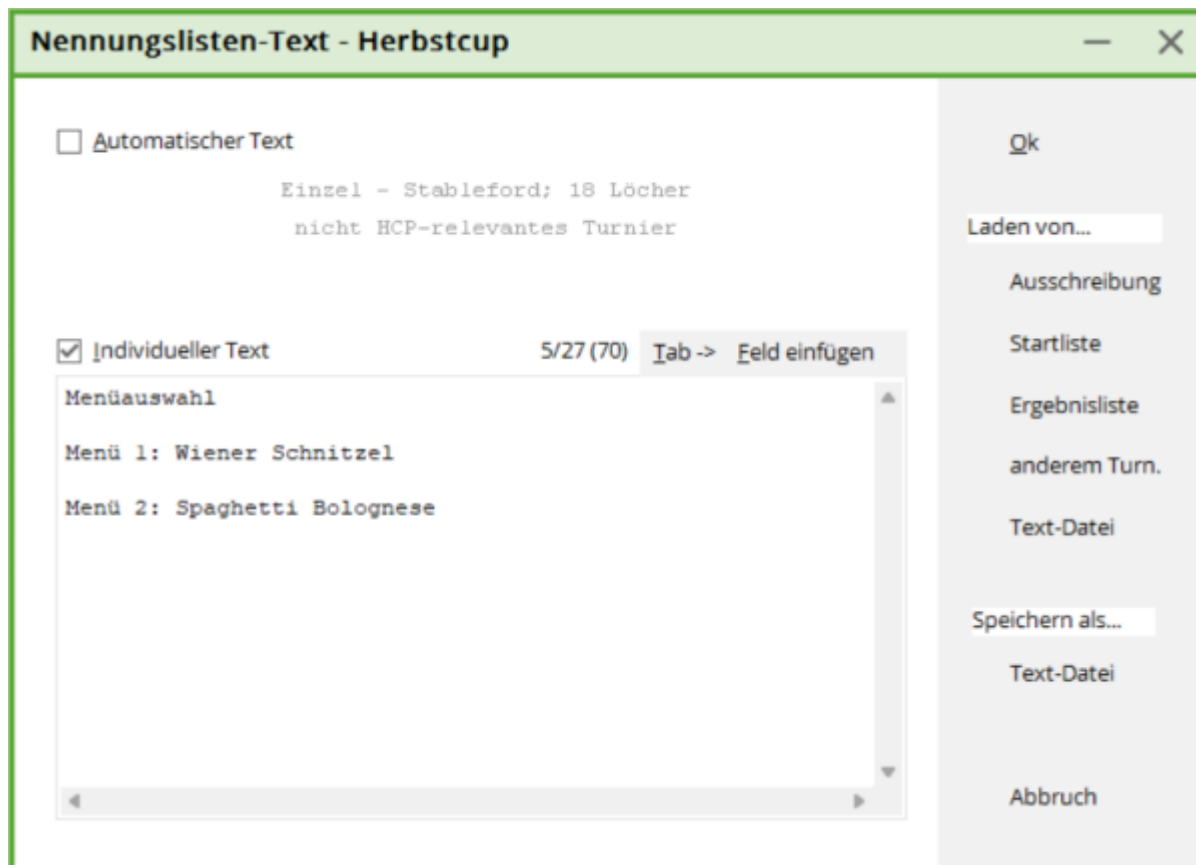 Nennungslisten-Text - Herbstcup
Automatischer Text
Einzel - Stableford; 18 Löcher
nicht HCP-relevantes Turnier
Individueller Text 5/27 (70) Tab -> Feld einfügen
Menüauswahl
Menü 1: Wiener Schnitzel
Menü 2: Spaghetti Bolognese
Ok
Laden von...
Ausschreibung
Startliste
Ergebnisliste
anderem Turn.
Text-Datei
Speichern als...
Text-Datei
Abbruch